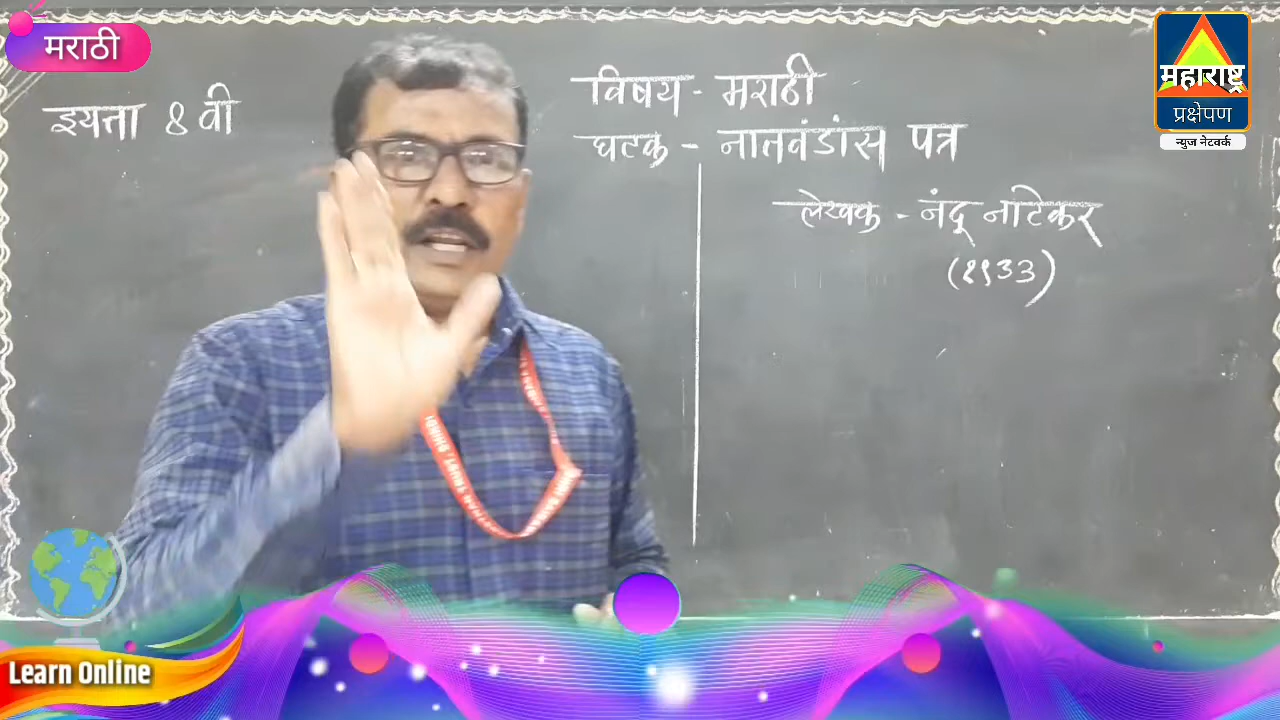 मराठी
महाराष्ट्र
प्रक्षेपण
न्युज नेटवर्क
इयत्ता 8 वी
विषय - मराठी
घटक - नातवंडांस पत्र
लेखक - नंदू नाटेकर
(१९३३)
Learn Online